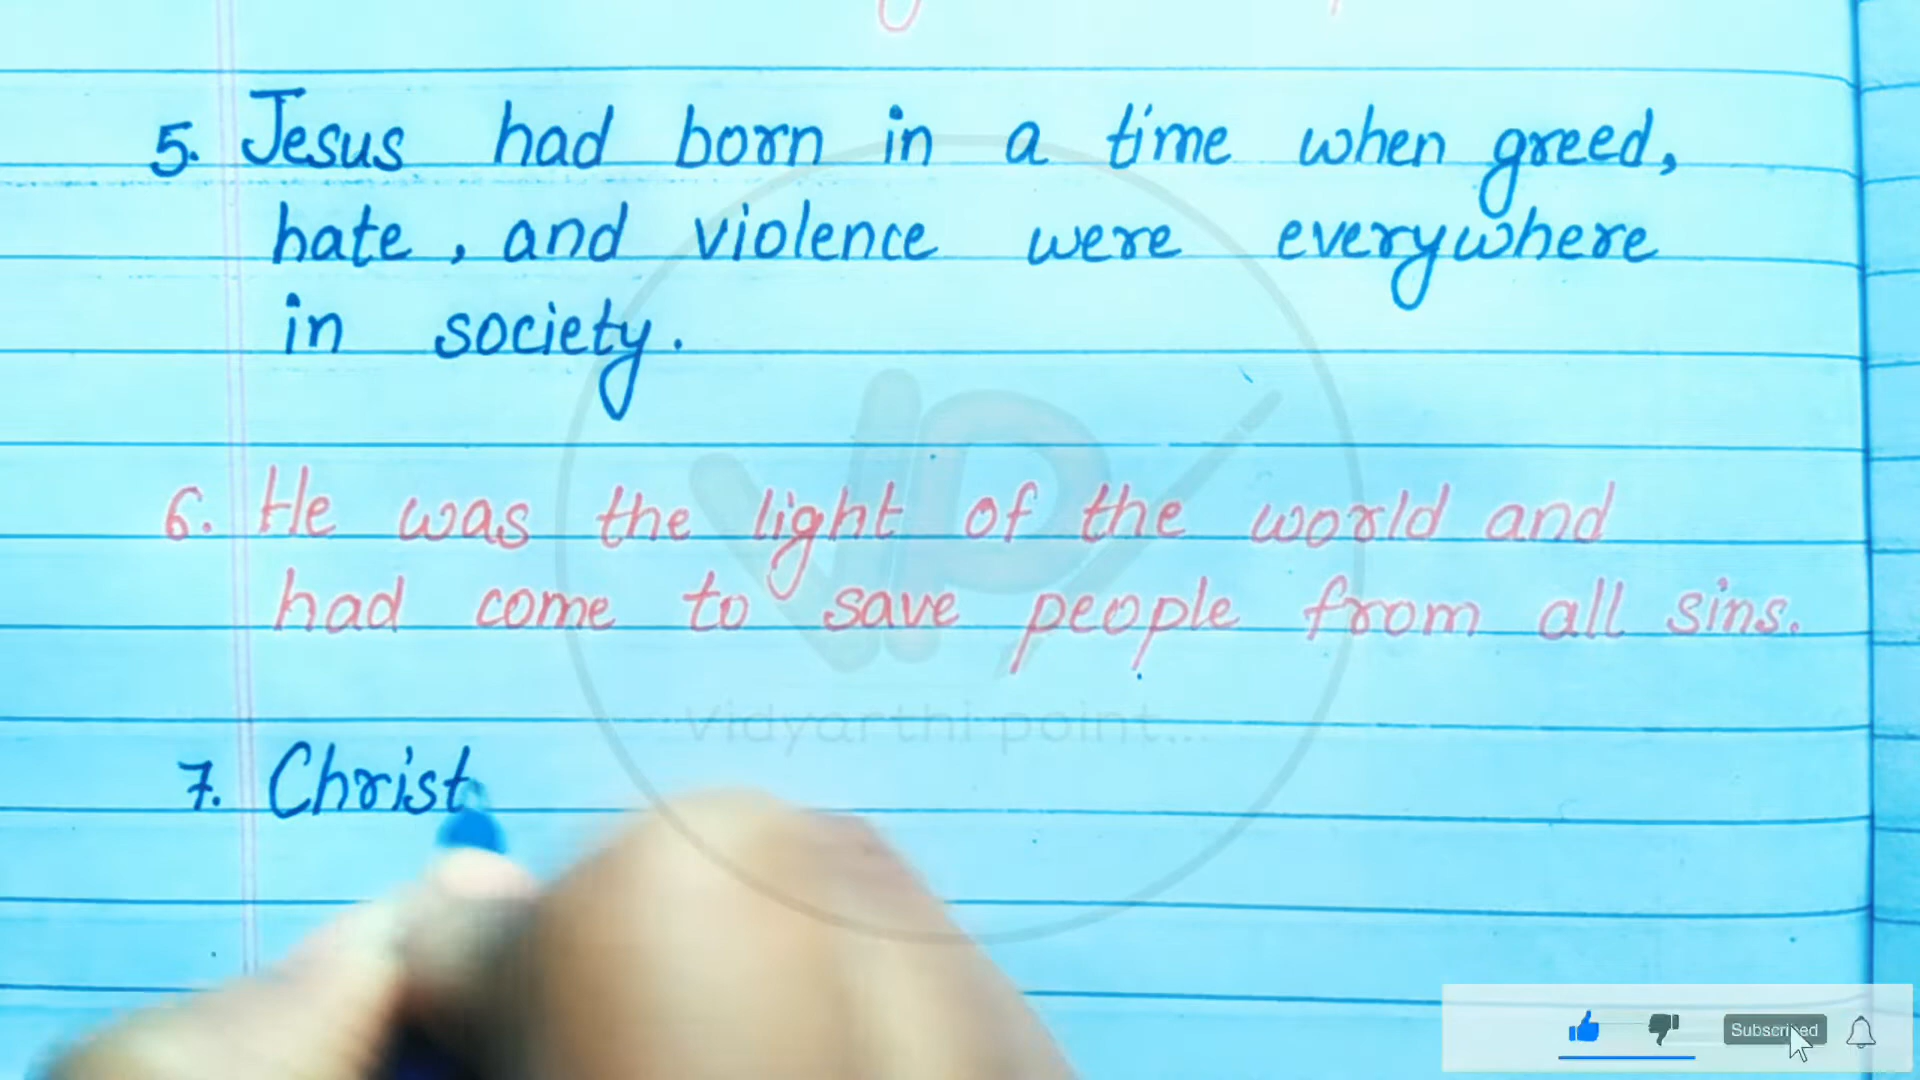 5. Jesus had born in a time when greed,
hate, and violence were everywhere
in society.
6. He was the light of the world and
had come to save people from all sins.
Vidyarthi point...
7. Christ
Subscribed